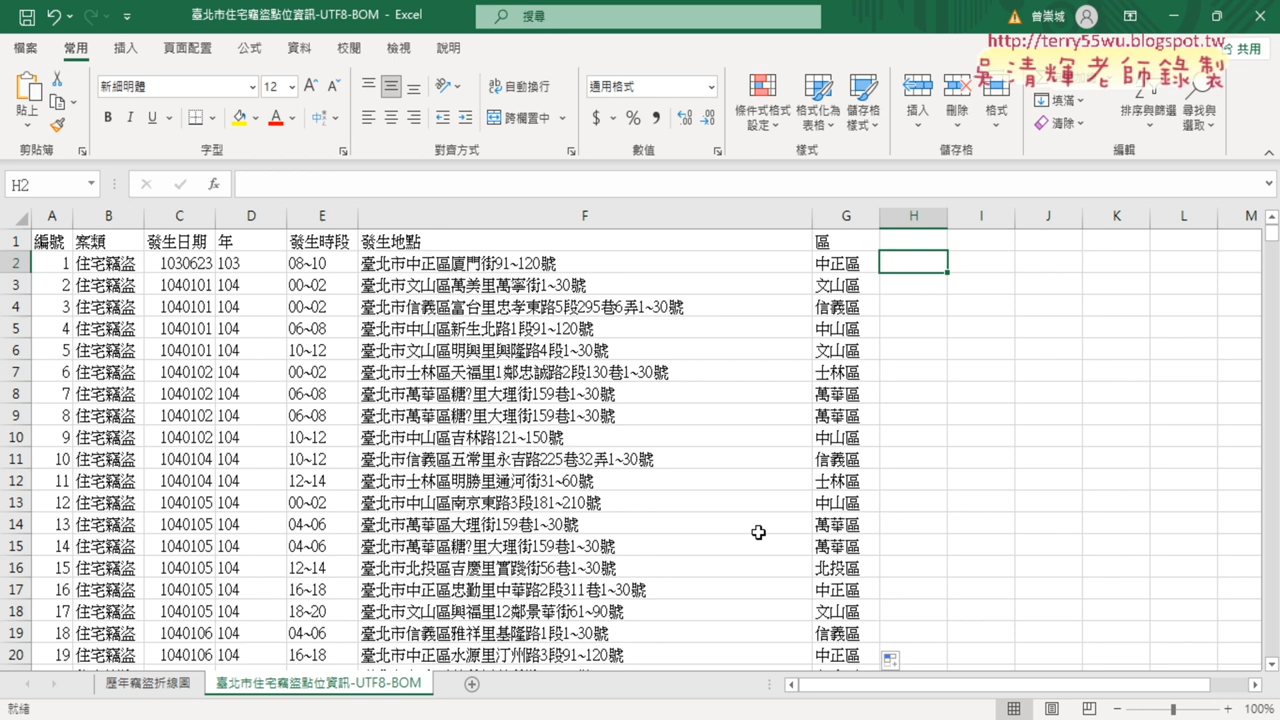 臺北市住宅竊盜點位資訊-UTF8-BOM - Excel
搜尋
曾崇城
http://terry55wu.blogspot.tw
吳清輝老師錄製
檔案 常用 插入 頁面配置 公式 資料 校閱 檢視 說明 共用
新細明體 12 自動換行 通用格式
貼上 跨欄置中
條件式格式設定 格式化為表格 儲存格樣式 插入 刪除 格式 填滿 清除 排序與篩選 尋找與選取
剪貼簿 字型 對齊方式 數值 樣式 儲存格 編輯
H2
A B C D E F G H I J K L M
1 編號 案類 發生日期 年 發生時段 發生地點 區
2 1 住宅竊盜 1030623 103 08~10 臺北市中正區廈門街91~120號 中正區
3 2 住宅竊盜 1040101 104 00~02 臺北市文山區萬美里萬寧街1~30號 文山區
4 3 住宅竊盜 1040101 104 00~02 臺北市信義區富台里忠孝東路5段295巷6弄1~30號 信義區
5 4 住宅竊盜 1040101 104 06~08 臺北市中山區新生北路1段91~120號 中山區
6 5 住宅竊盜 1040101 104 10~12 臺北市文山區明興里興隆路4段1~30號 文山區
7 6 住宅竊盜 1040102 104 00~02 臺北市士林區天福里1鄰忠誠路2段130巷1~30號 士林區
8 7 住宅竊盜 1040102 104 06~08 臺北市萬華區糖?里大理街159巷1~30號 萬華區
9 8 住宅竊盜 1040102 104 06~08 臺北市萬華區糖?里大理街159巷1~30號 萬華區
10 9 住宅竊盜 1040102 104 10~12 臺北市中山區吉林路121~150號 中山區
11 10 住宅竊盜 1040104 104 10~12 臺北市信義區五常里永吉路225巷32弄1~30號 信義區
12 11 住宅竊盜 1040104 104 12~14 臺北市士林區明勝里通河街31~60號 士林區
13 12 住宅竊盜 1040105 104 00~02 臺北市中山區南京東路3段181~210號 中山區
14 13 住宅竊盜 1040105 104 04~06 臺北市萬華區大理街159巷1~30號 萬華區
15 14 住宅竊盜 1040105 104 04~06 臺北市萬華區糖?里大理街159巷1~30號 萬華區
16 15 住宅竊盜 1040105 104 12~14 臺北市北投區吉慶里實踐街56巷1~30號 北投區
17 16 住宅竊盜 1040105 104 16~18 臺北市中正區忠勤里中華路2段311巷1~30號 中正區
18 17 住宅竊盜 1040105 104 18~20 臺北市文山區興福里12鄰景華街61~90號 文山區
19 18 住宅竊盜 1040106 104 04~06 臺北市信義區雅祥里基隆路1段1~30號 信義區
20 19 住宅竊盜 1040106 104 16~18 臺北市中正區水源里汀州路3段91~120號 中正區
歷年竊盜折線圖 臺北市住宅竊盜點位資訊-UTF8-BOM
就緒 100%